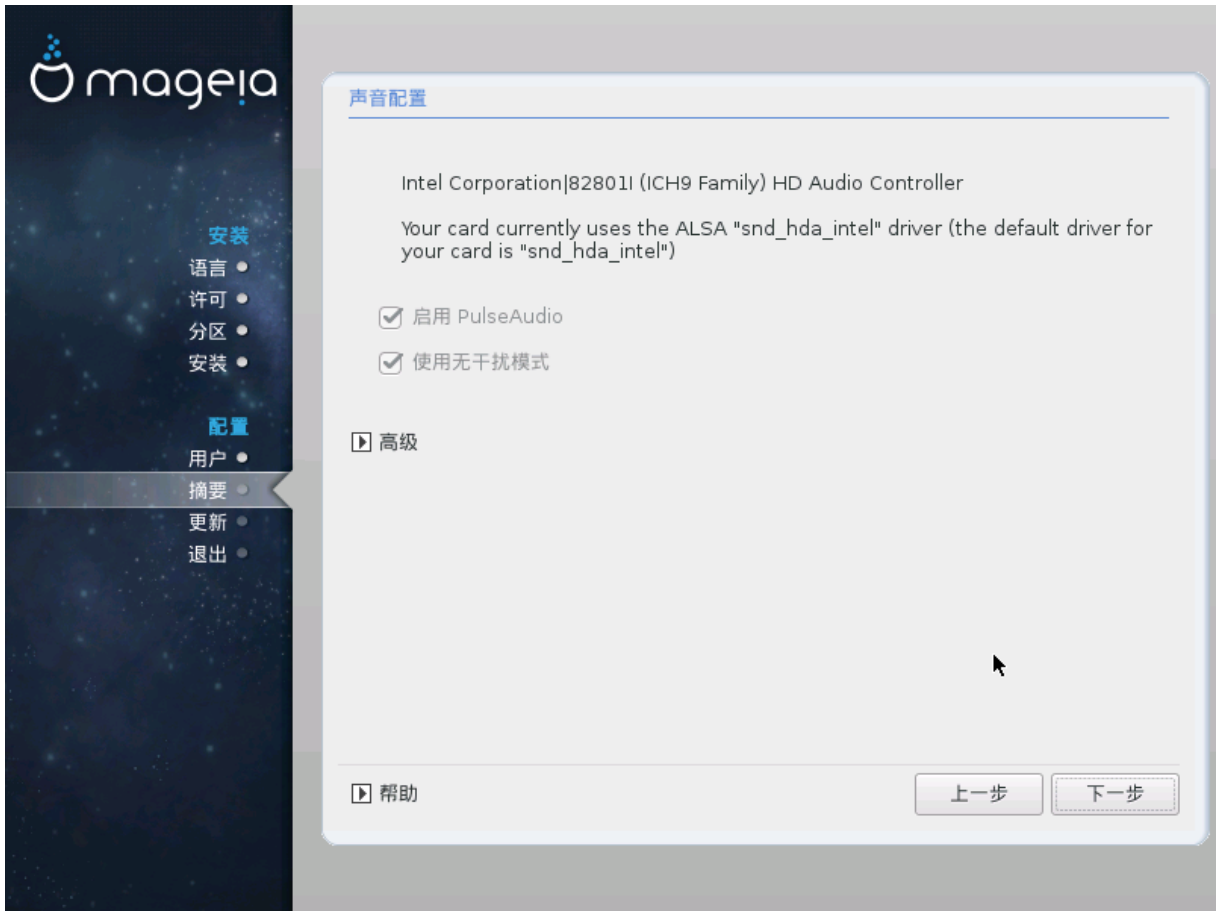 mageia
安装
语言
许可
分区
安装
配置
用户
摘要
更新
退出
声音配置
Intel Corporation|82801I (ICH9 Family) HD Audio Controller
Your card currently uses the ALSA "snd_hda_intel" driver (the default driver for
your card is "snd_hda_intel")
启用 PulseAudio
使用无干扰模式
高级
帮助
上一步
下一步